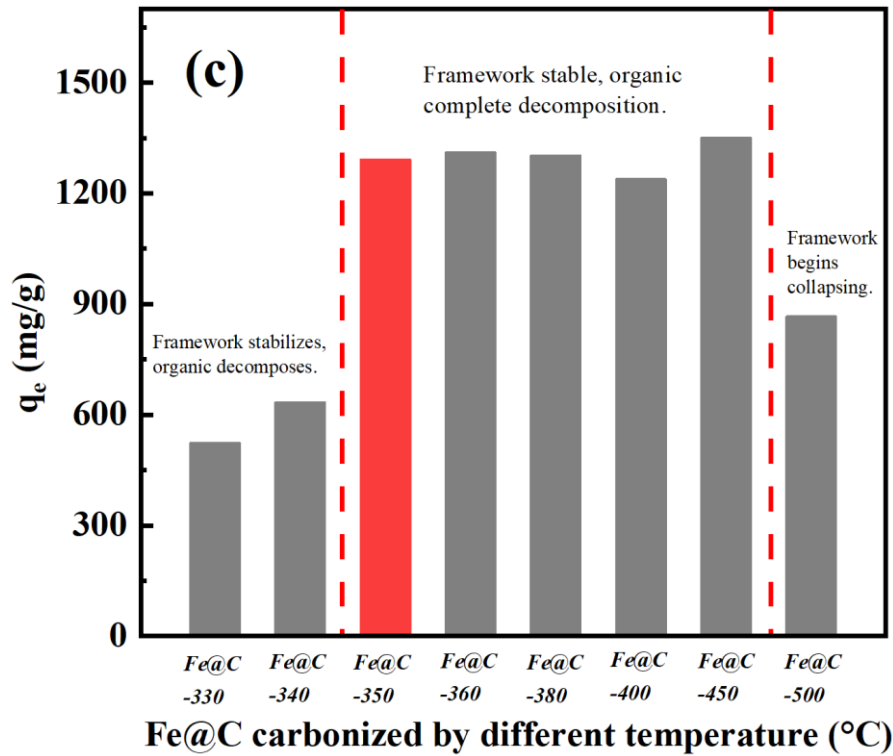 (c)
Framework stable, organic
complete decomposition.
Framework
begins
collapsing.
Framework stabilizes,
organic decomposes.
qe (mg/g)
1500
1200
900
600
300
0
Fe@C Fe@C Fe@C Fe@C Fe@C Fe@C Fe@C Fe@C
-330 -340 -350 -360 -380 -400 -450 -500
Fe@C carbonized by different temperature (°C)